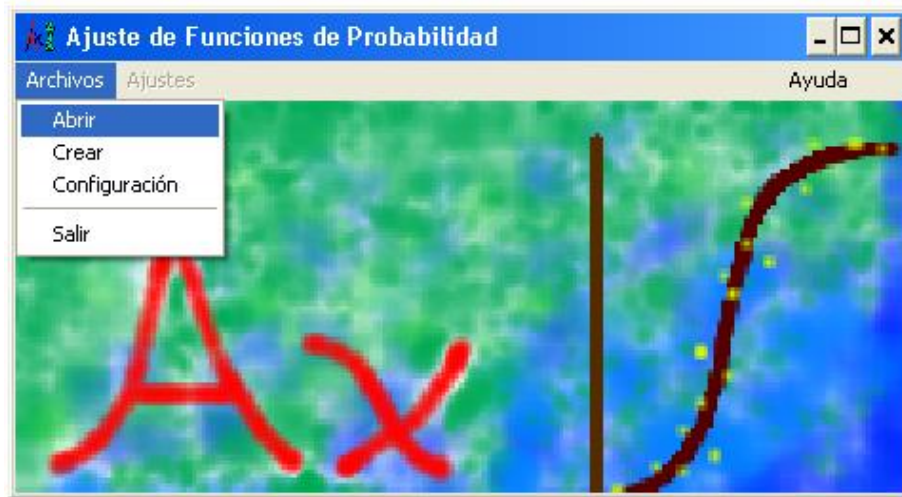 Ajuste de Funciones de Probabilidad
Archivos Ajustes Ayuda
Abrir
Crear
Configuración
Salir
Ax